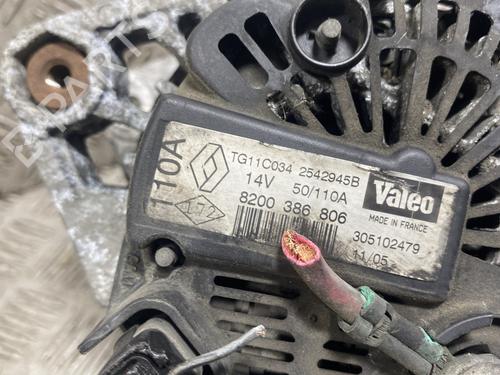 110A
TG11C034 2542945B
14V 50/110A
8200 386 806
Valeo
MADE IN FRANCE
305102479
11/05